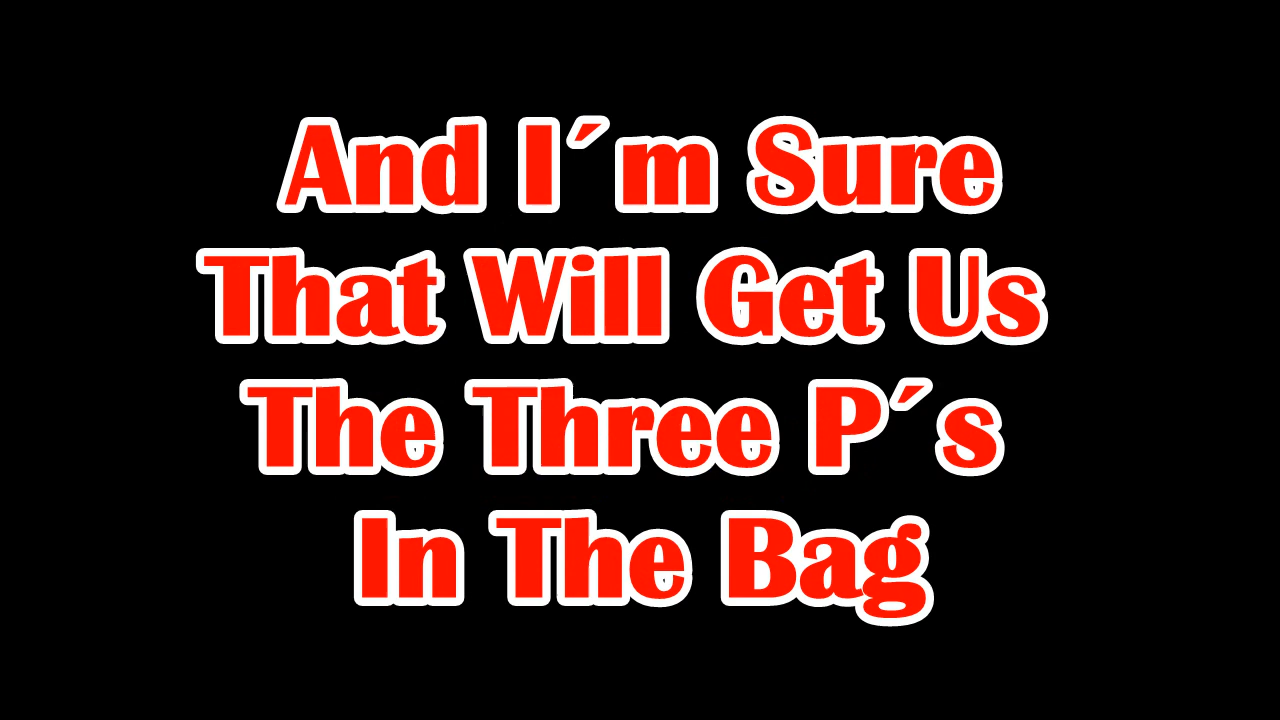 And I´m Sure
That Will Get Us
The Three P´s
In The Bag